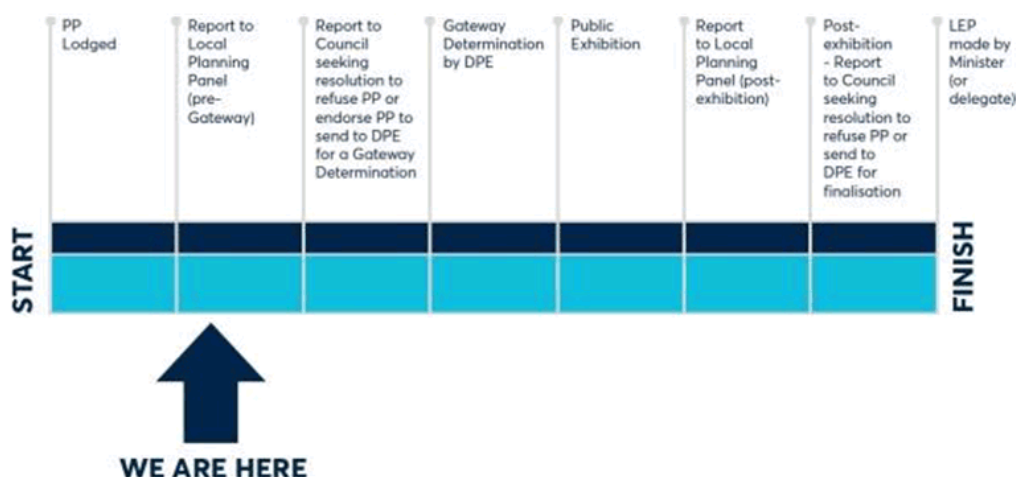 PP
Lodged
Report to
Local
Planning
Panel
(pre-
Gateway)
Report to
Council
seeking
resolution to
refuse PP or
endorse PP to
send to DPE
for a Gateway
Determination
Gateway
Determination
by DPE
Public
Exhibition
Report
to Local
Planning
Panel (post-
exhibition)
Post-
exhibition
- Report
to Council
seeking
resolution to
refuse PP or
send to
DPE for
finalisation
LEP
made by
Minister
(or
delegate)
START
FINISH
WE ARE HERE